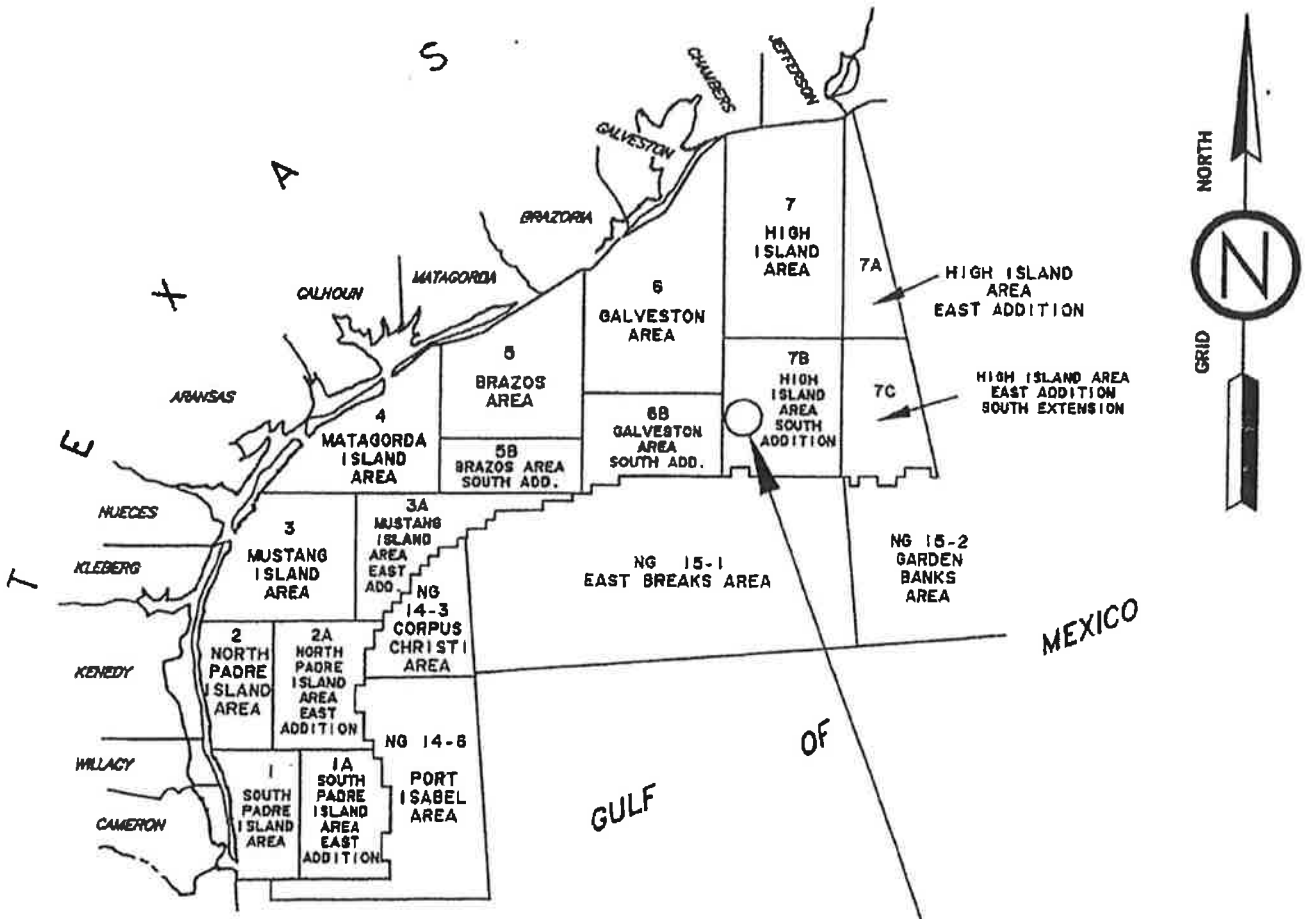 T E X A S
JEFFERSON
CHAMBERS
GALVESTON
BRAZORIA
MATAGORDA
CALHOUN
ARANSAS
NUECES
KLEBERG
KENEDY
WILLACY
CAMERON
NORTH
N
GRID
7
HIGH
ISLAND
AREA
7A
HIGH ISLAND
AREA
EAST ADDITION
6
GALVESTON
AREA
7B
HIGH
ISLAND
AREA
SOUTH
ADDITION
7C
HIGH ISLAND AREA
EAST ADDITION
SOUTH EXTENSION
5
BRAZOS
AREA
6B
GALVESTON
AREA
SOUTH ADD.
5B
BRAZOS AREA
SOUTH ADD.
4
MATAGORDA
ISLAND
AREA
3
MUSTANG
ISLAND
AREA
3A
MUSTANG
ISLAND
AREA
EAST
ADD.
NG
14-3
CORPUS
CHRISTI
AREA
NG 15-1
EAST BREAKS AREA
NG 15-2
GARDEN
BANKS
AREA
2
NORTH
PADRE
ISLAND
AREA
2A
NORTH
PADRE
ISLAND
AREA
EAST
ADDITION
NG 14-6
PORT
ISABEL
AREA
1
SOUTH
PADRE
ISLAND
AREA
1A
SOUTH
PADRE
ISLAND
AREA
EAST
ADDITION
GULF OF MEXICO